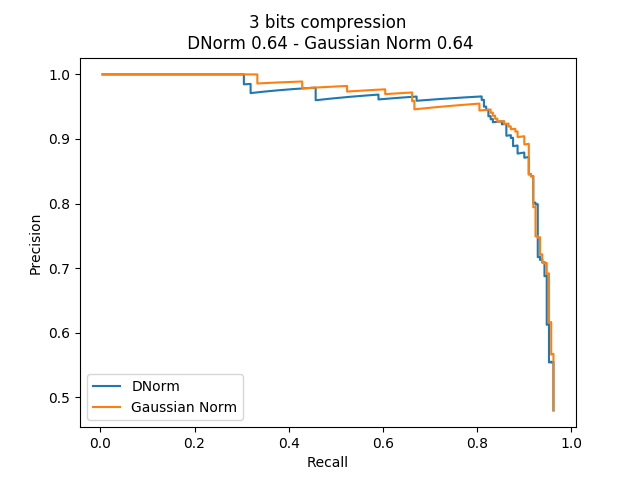 3 bits compression
DNorm 0.64 - Gaussian Norm 0.64
1.0
0.9
0.8
0.7
0.6
0.5
Precision
DNorm
Gaussian Norm
0.0 0.2 0.4 0.6 0.8 1.0
Recall